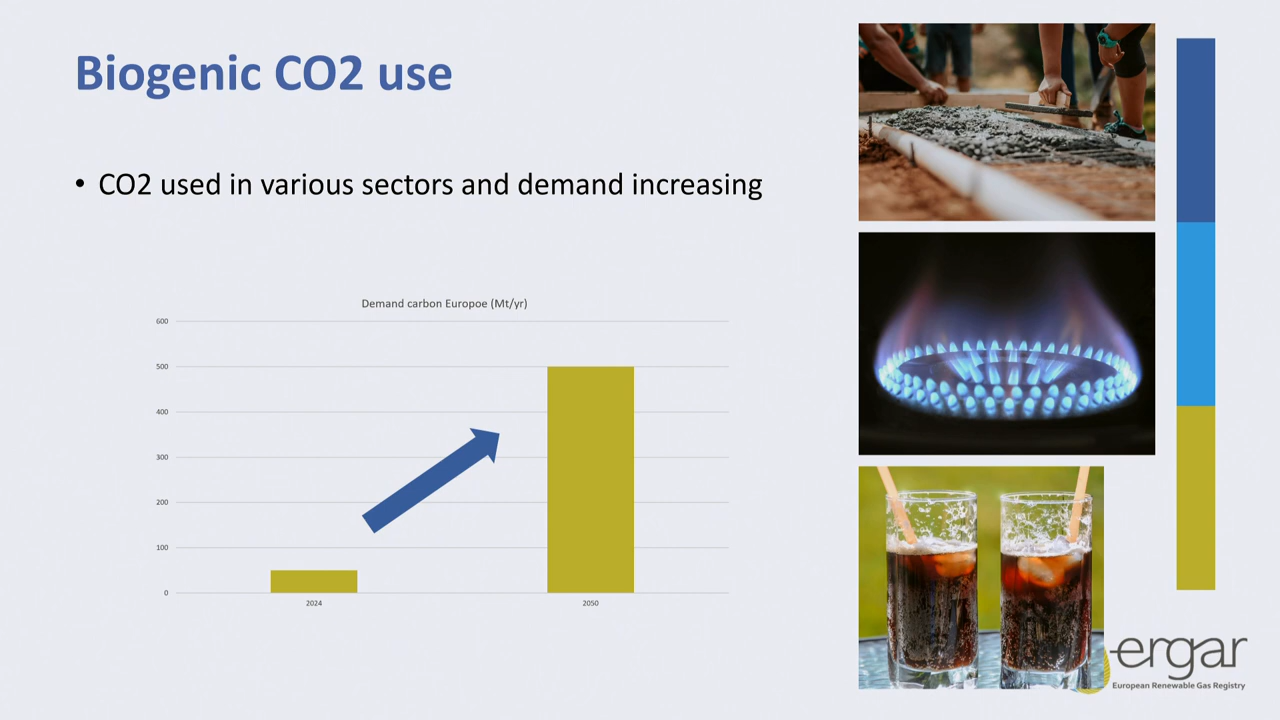 Biogenic CO2 use
• CO2 used in various sectors and demand increasing
Demand carbon Europoe (Mt/yr)
600
500
400
300
200
100
0
2024
2050
ergar
European Renewable Gas Registry